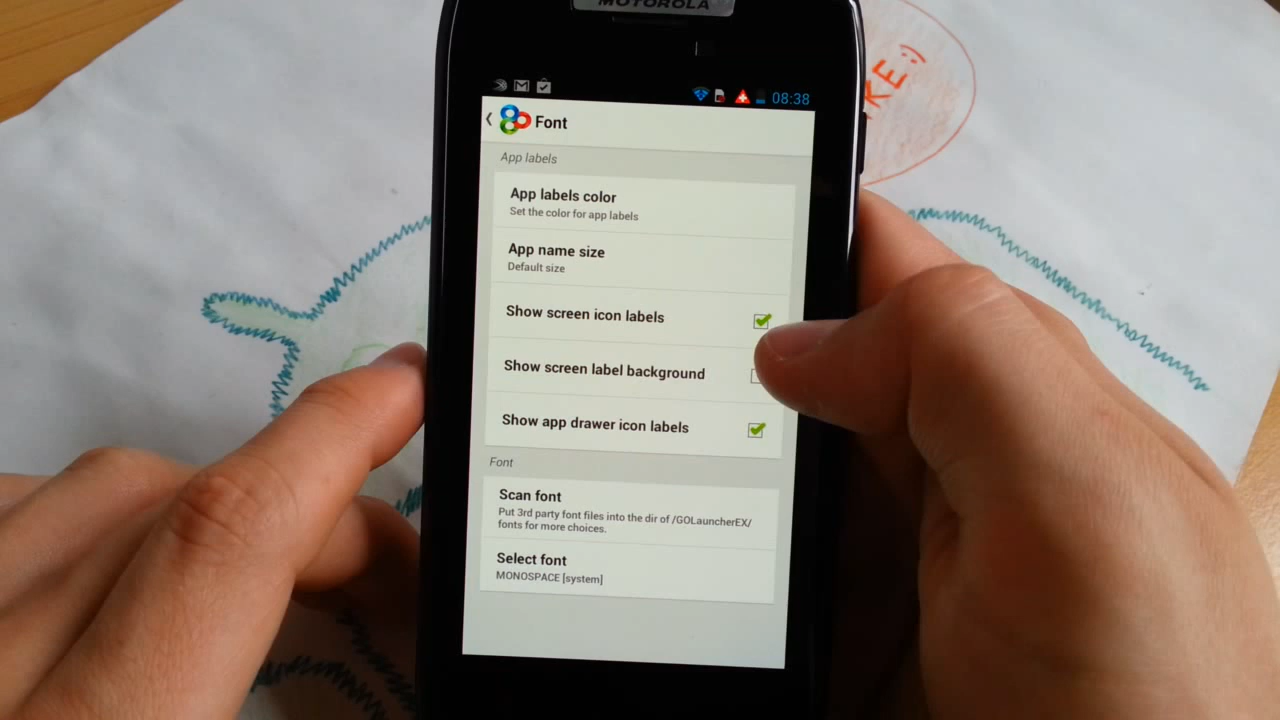 MOTOROLA
08:38
Font
App labels
App labels color
Set the color for app labels
App name size
Default size
Show screen icon labels
Show screen label background
Show app drawer icon labels
Font
Scan font
Put 3rd party font files into the dir of /GOLauncherEX/
fonts for more choices.
Select font
MONOSPACE [system]